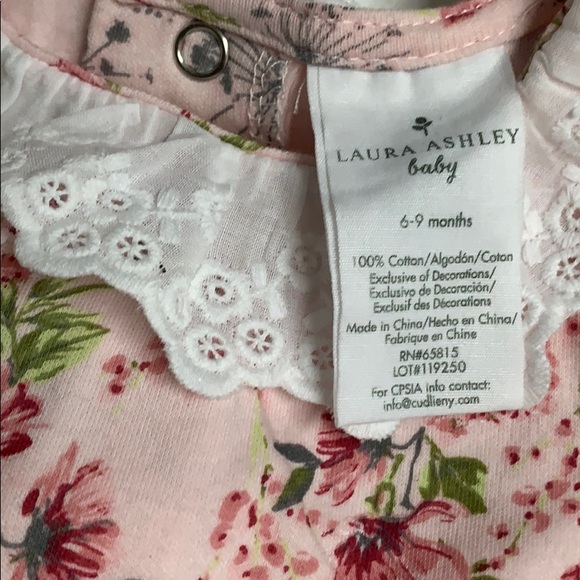 LAURA ASHLEY
baby
6-9 months
100% Cotton/Algodón/Coton
Exclusive of Decorations/
Exclusivo de Decoración/
Exclusif des Décorations
Made in China/Hecho en China/
Fabrique en Chine
RN#65815
LOT#119250
For CPSIA info contact:
info@cudlieny.com